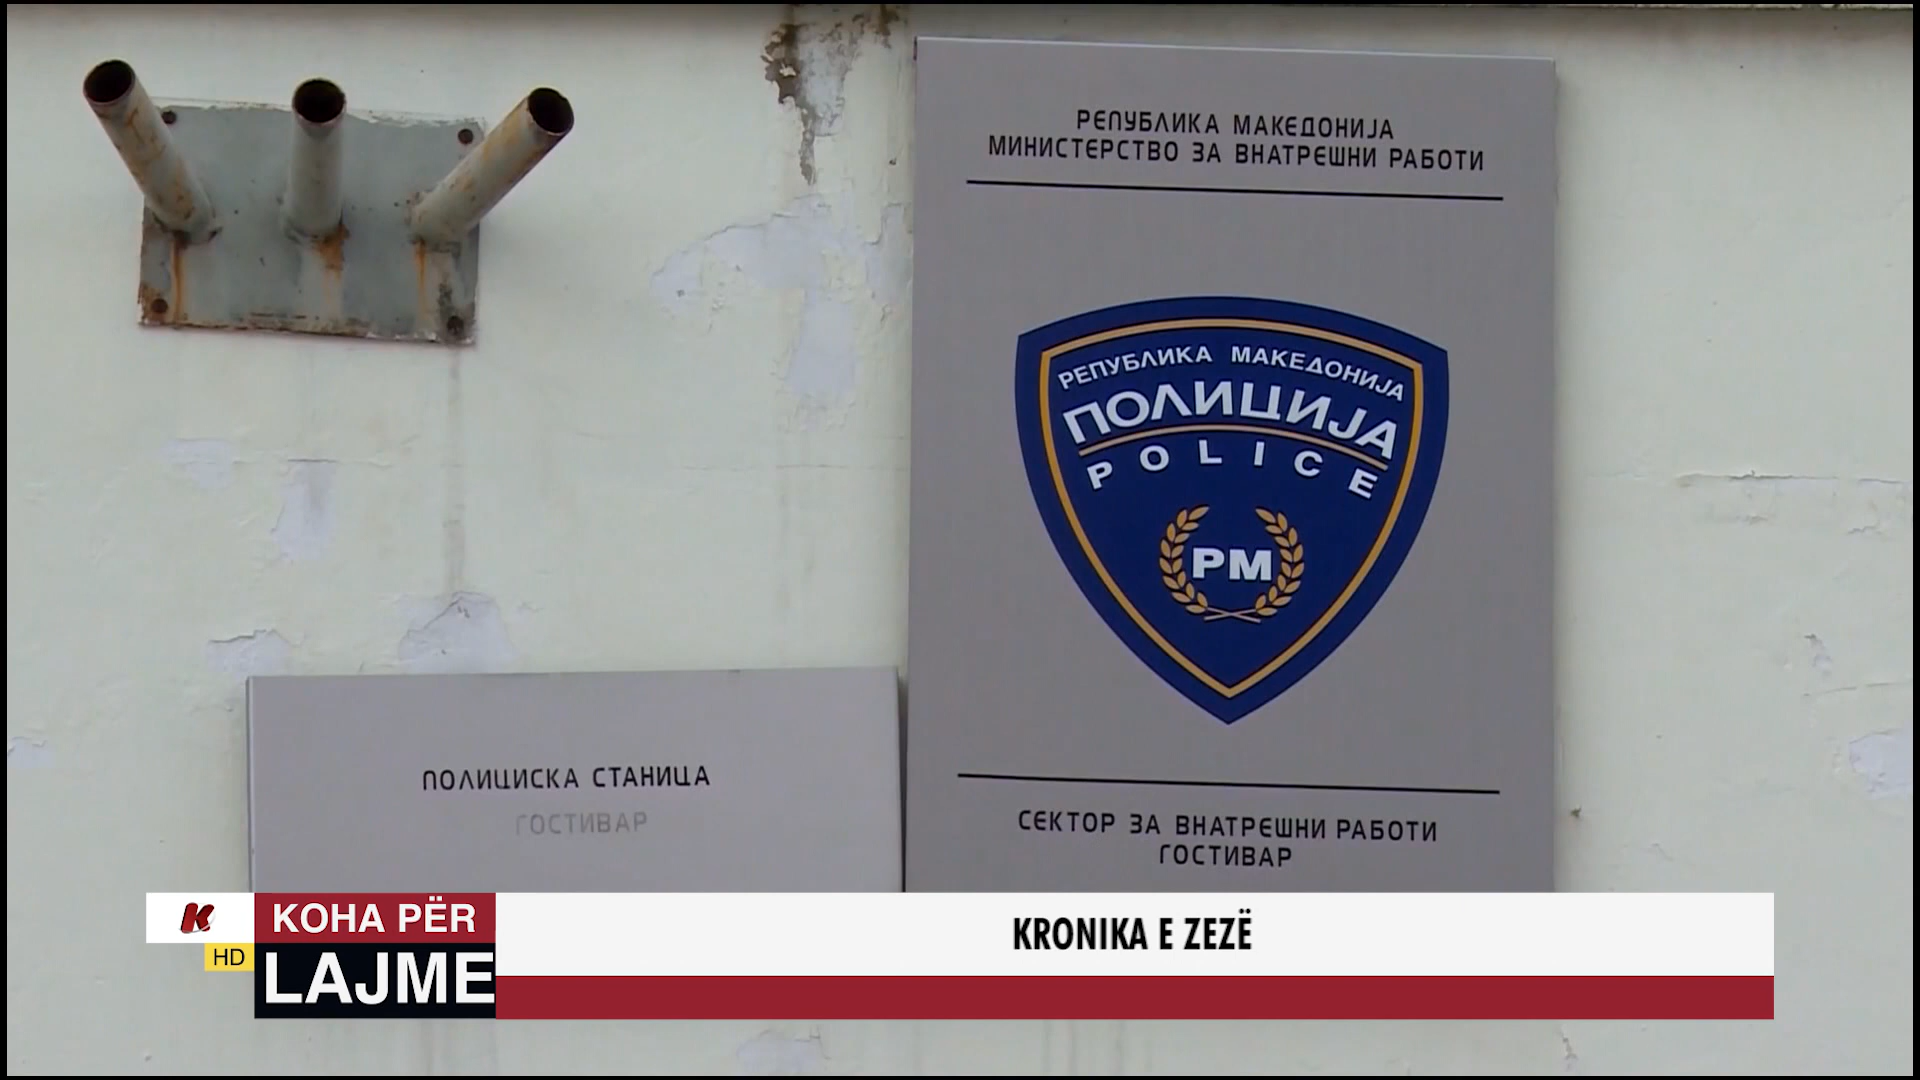 РЕПУБЛИКА МАКЕДОНИЈА
МИНИСТЕРСТВО ЗА ВНАТРЕШНИ РАБОТИ
РЕПУБЛИКА МАКЕДОНИЈА
ПОЛИЦИЈА
POLICE
РМ
ПОЛИЦИСКА СТАНИЦА
ГОСТИВАР
СЕКТОР ЗА ВНАТРЕШНИ РАБОТИ
ГОСТИВАР
K
HD
KOHA PËR
LAJME
KRONIKA E ZEZË